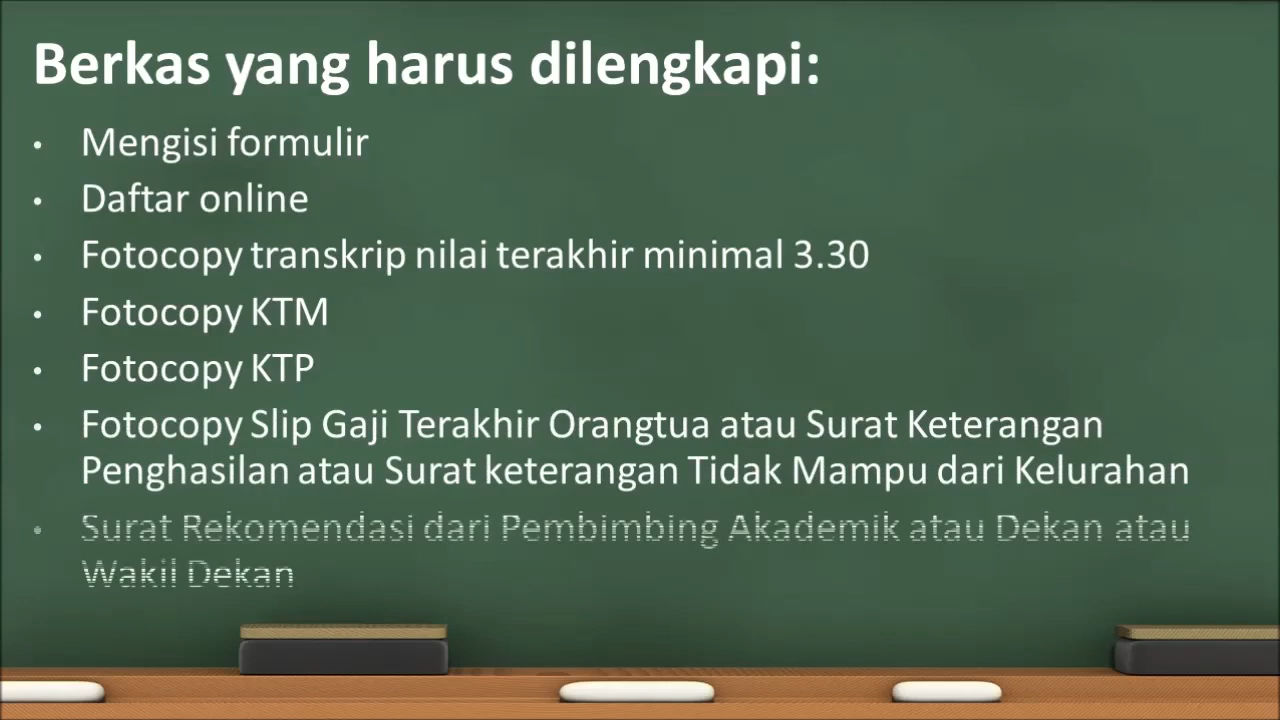 Berkas yang harus dilengkapi:
• Mengisi formulir
• Daftar online
• Fotocopy transkrip nilai terakhir minimal 3.30
• Fotocopy KTM
• Fotocopy KTP
• Fotocopy Slip Gaji Terakhir Orangtua atau Surat Keterangan
Penghasilan atau Surat keterangan Tidak Mampu dari Kelurahan
• Surat Rekomendasi dari Pembimbing Akademik atau Dekan atau
Wakil Dekan